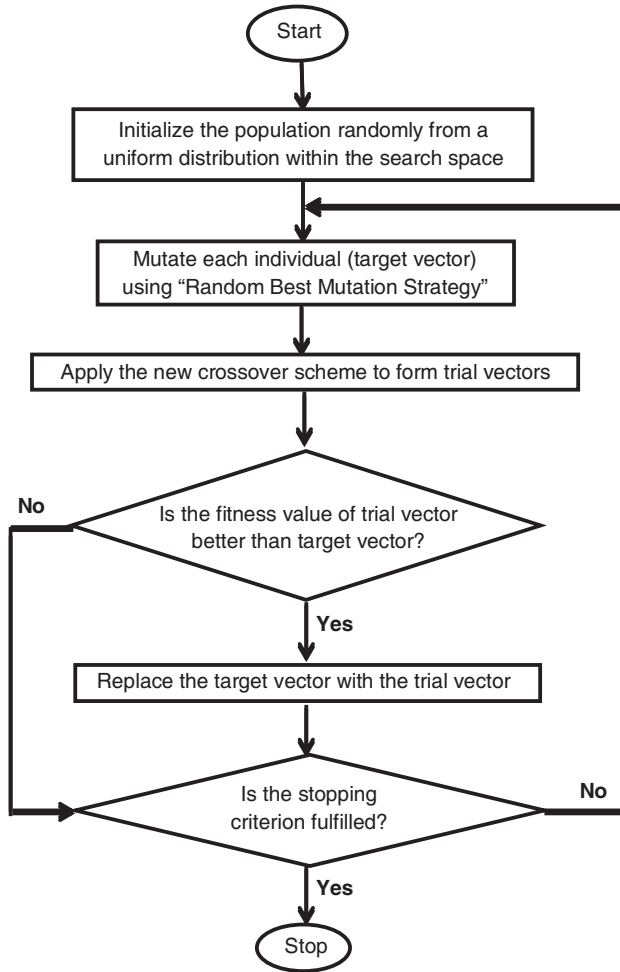 Start
Initialize the population randomly from a
uniform distribution within the search space
Mutate each individual (target vector)
using “Random Best Mutation Strategy”
Apply the new crossover scheme to form trial vectors
No
Is the fitness value of trial vector
better than target vector?
Yes
Replace the target vector with the trial vector
Is the stopping
criterion fulfilled?
No
Yes
Stop